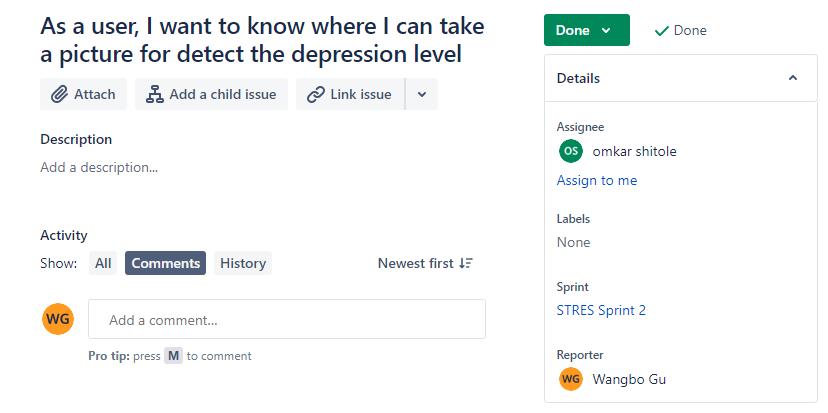 As a user, I want to know where I can take
a picture for detect the depression level
Attach
Add a child issue
Link issue
Description
Add a description...
Activity
Show:
All
Comments
History
Newest first
WG
Add a comment...
Pro tip: press M to comment
Done
Done
Details
Assignee
OS
omkar shitole
Assign to me
Labels
None
Sprint
STRES Sprint 2
Reporter
WG
Wangbo Gu